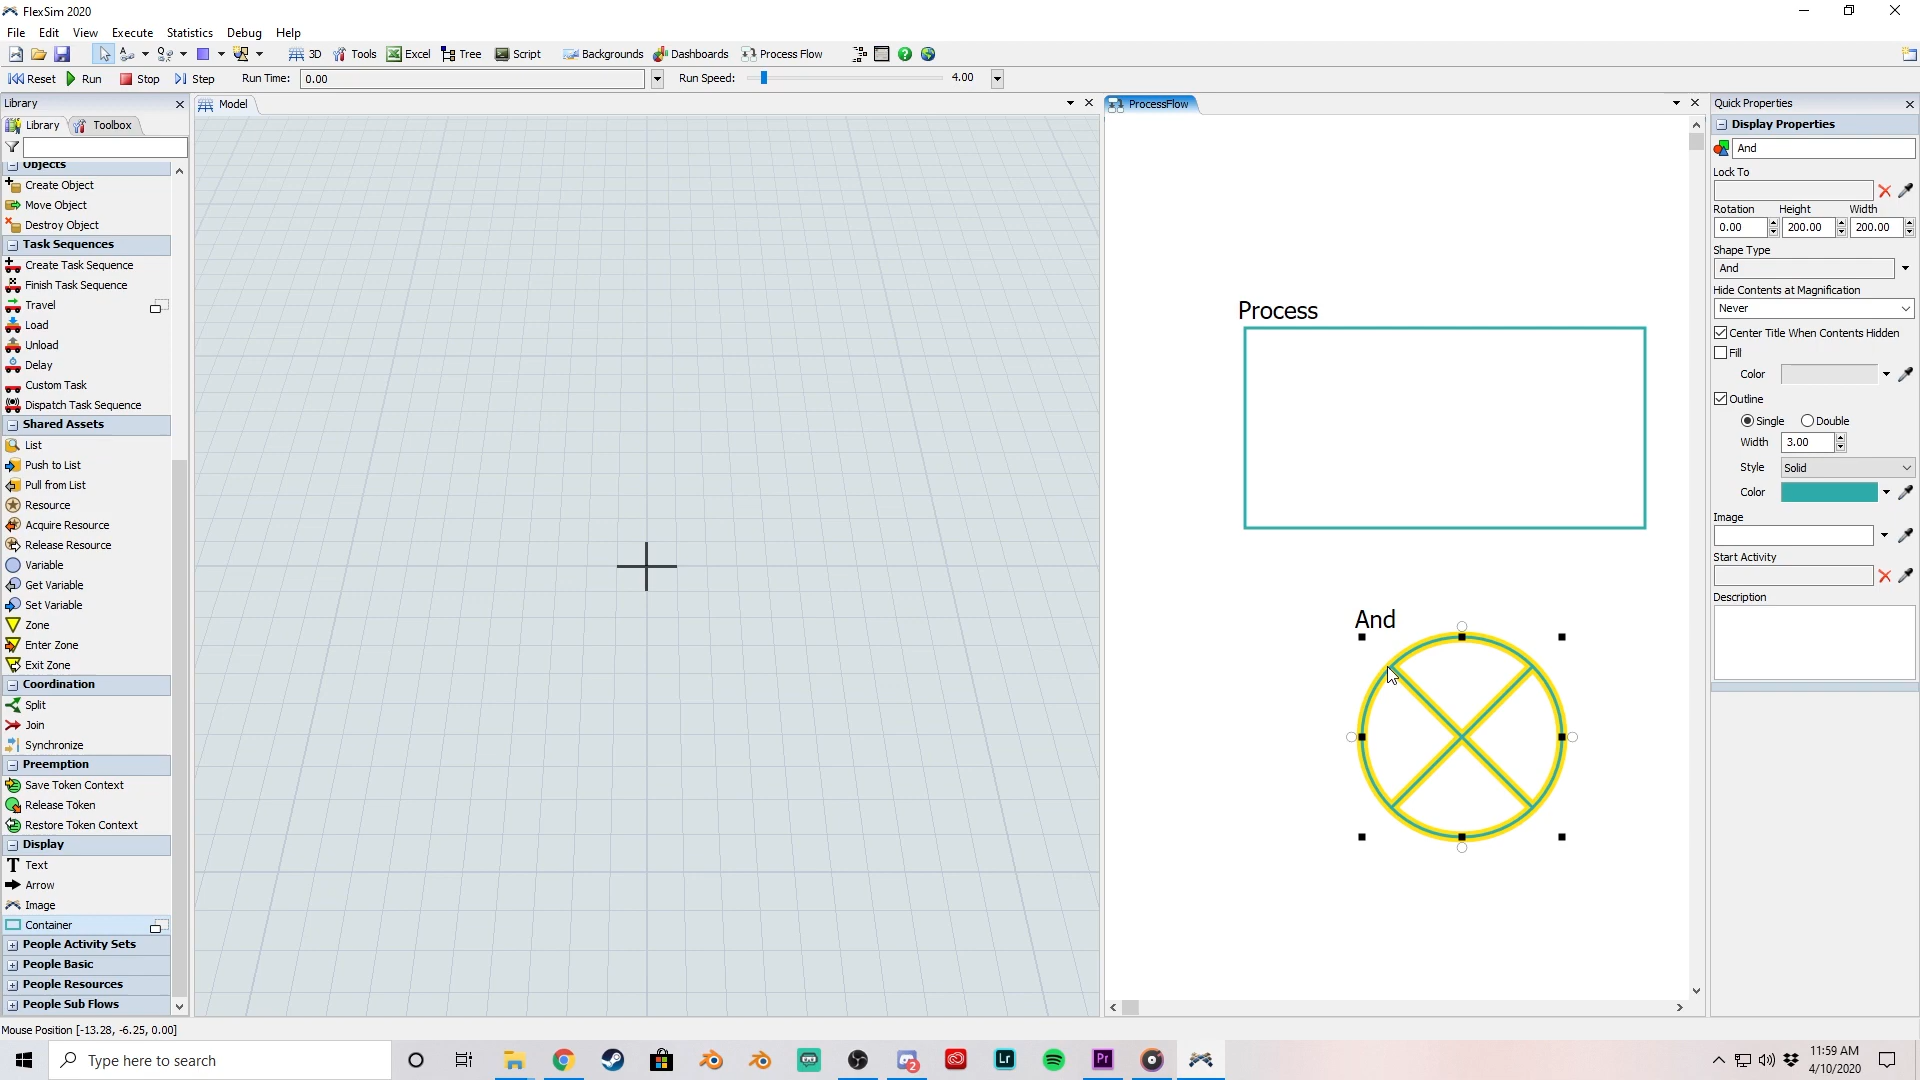 FlexSim 2020
File Edit View Execute Statistics Debug Help
3D Tools Excel Tree Script Backgrounds Dashboards Process Flow
Reset Run Stop Step Run Time: 0.00 Run Speed: 4.00
Library
Library Toolbox
Objects
Create Object
Move Object
Destroy Object
Task Sequences
Create Task Sequence
Finish Task Sequence
Travel
Load
Unload
Delay
Custom Task
Dispatch Task Sequence
Shared Assets
List
Push to List
Pull from List
Resource
Acquire Resource
Release Resource
Variable
Get Variable
Set Variable
Zone
Enter Zone
Exit Zone
Coordination
Split
Join
Synchronize
Preemption
Save Token Context
Release Token
Restore Token Context
Display
Text
Arrow
Image
Container
People Activity Sets
People Basic
People Resources
People Sub Flows
Model
ProcessFlow
Process
And
Quick Properties
Display Properties
And
Lock To
Rotation Height Width
0.00 200.00 200.00
Shape Type
And
Hide Contents at Magnification
Never
Center Title When Contents Hidden
Fill
Color
Outline
Single Double
Width 3.00
Style Solid
Color
Image
Start Activity
Description
Mouse Position [-13.28, -6.25, 0.00]
Type here to search
2
Lr
Pr
11:59 AM
4/10/2020